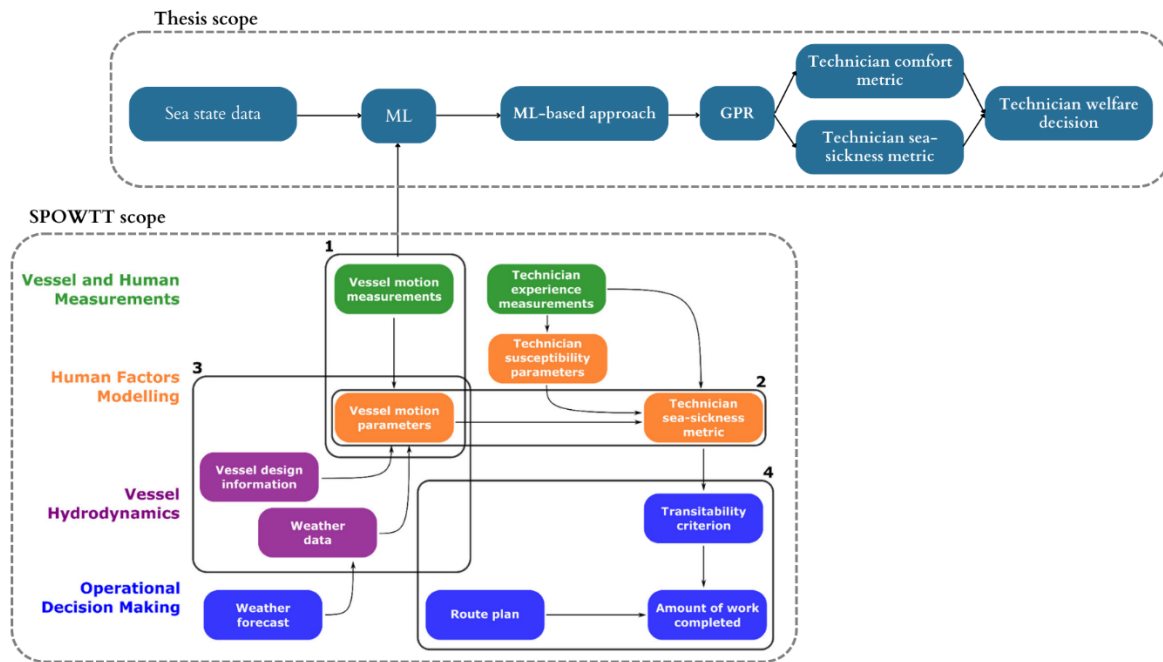 Thesis scope
Technician comfort
metric
Sea state data
ML
ML-based approach
GPR
Technician welfare
decision
Technician sea-
sickness metric
SPOWTT scope
1
Vessel and Human
Measurements
Vessel motion
measurements
Technician
experience
measurements
Technician
susceptibility
parameters
3
Human Factors
Modelling
2
Vessel motion
parameters
Technician
sea-sickness
metric
Vessel design
information
4
Vessel
Hydrodynamics
Weather
data
Transitability
criterion
Operational
Decision Making
Weather
forecast
Route plan
Amount of work
completed